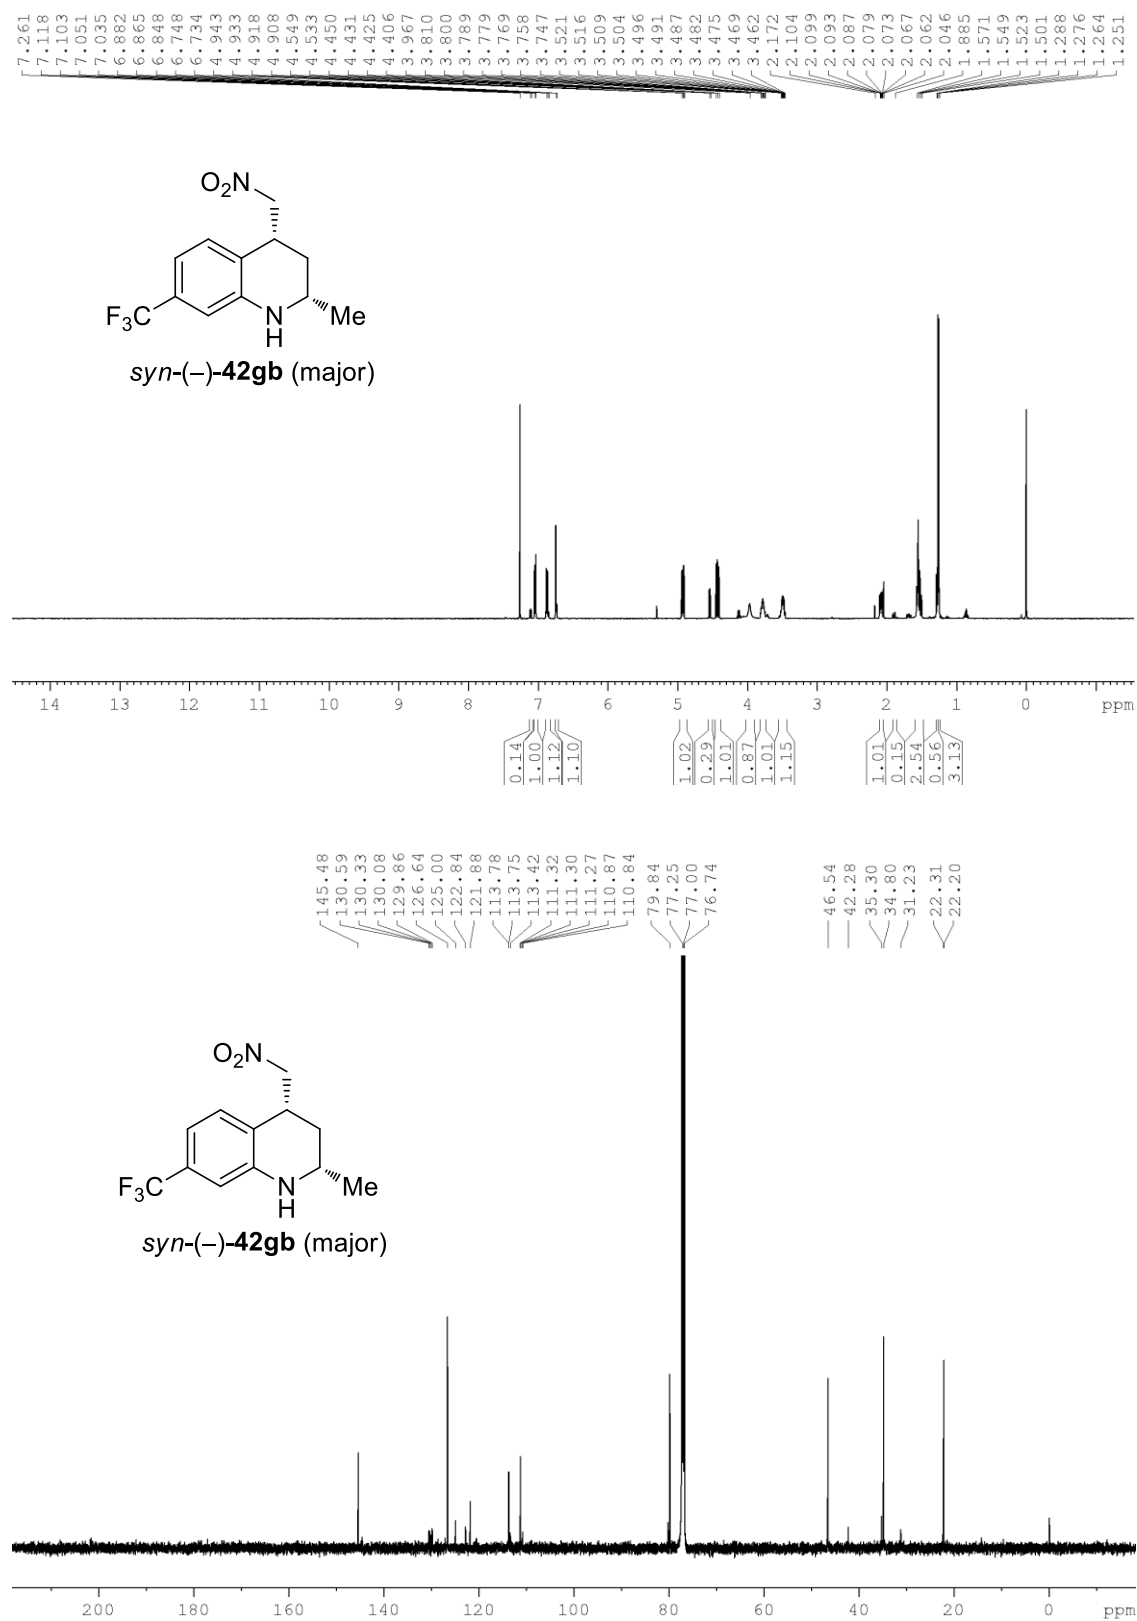 7.261 7.118 7.103 7.051 7.035 6.882 6.865 6.848 6.748 6.734 4.943 4.933 4.918 4.908 4.549 4.533 4.450 4.431 4.425 4.406 3.967 3.810 3.800 3.789 3.779 3.769 3.758 3.747 3.521 3.516 3.509 3.504 3.496 3.491 3.487 3.482 3.475 3.469 3.462 2.172 2.104 2.099 2.093 2.087 2.079 2.073 2.067 2.062 2.046 1.885 1.571 1.549 1.523 1.501 1.288 1.276 1.264 1.251
O2N
F3C
N
H
Me
syn-(–)-42gb (major)
14 13 12 11 10 9 8 7 6 5 4 3 2 1 0 ppm
0.14 1.00 1.12 1.10 1.02 0.29 1.01 0.87 1.01 1.15 1.01 0.15 2.54 0.56 3.13
145.48 130.59 130.33 130.08 129.86 126.64 125.00 122.84 121.88 113.78 113.75 113.42 111.32 111.30 111.27 110.87 110.84 79.84 77.25 77.00 76.74 46.54 42.28 35.30 34.80 31.23 22.31 22.20
O2N
F3C
N
H
Me
syn-(–)-42gb (major)
200 180 160 140 120 100 80 60 40 20 0 ppm